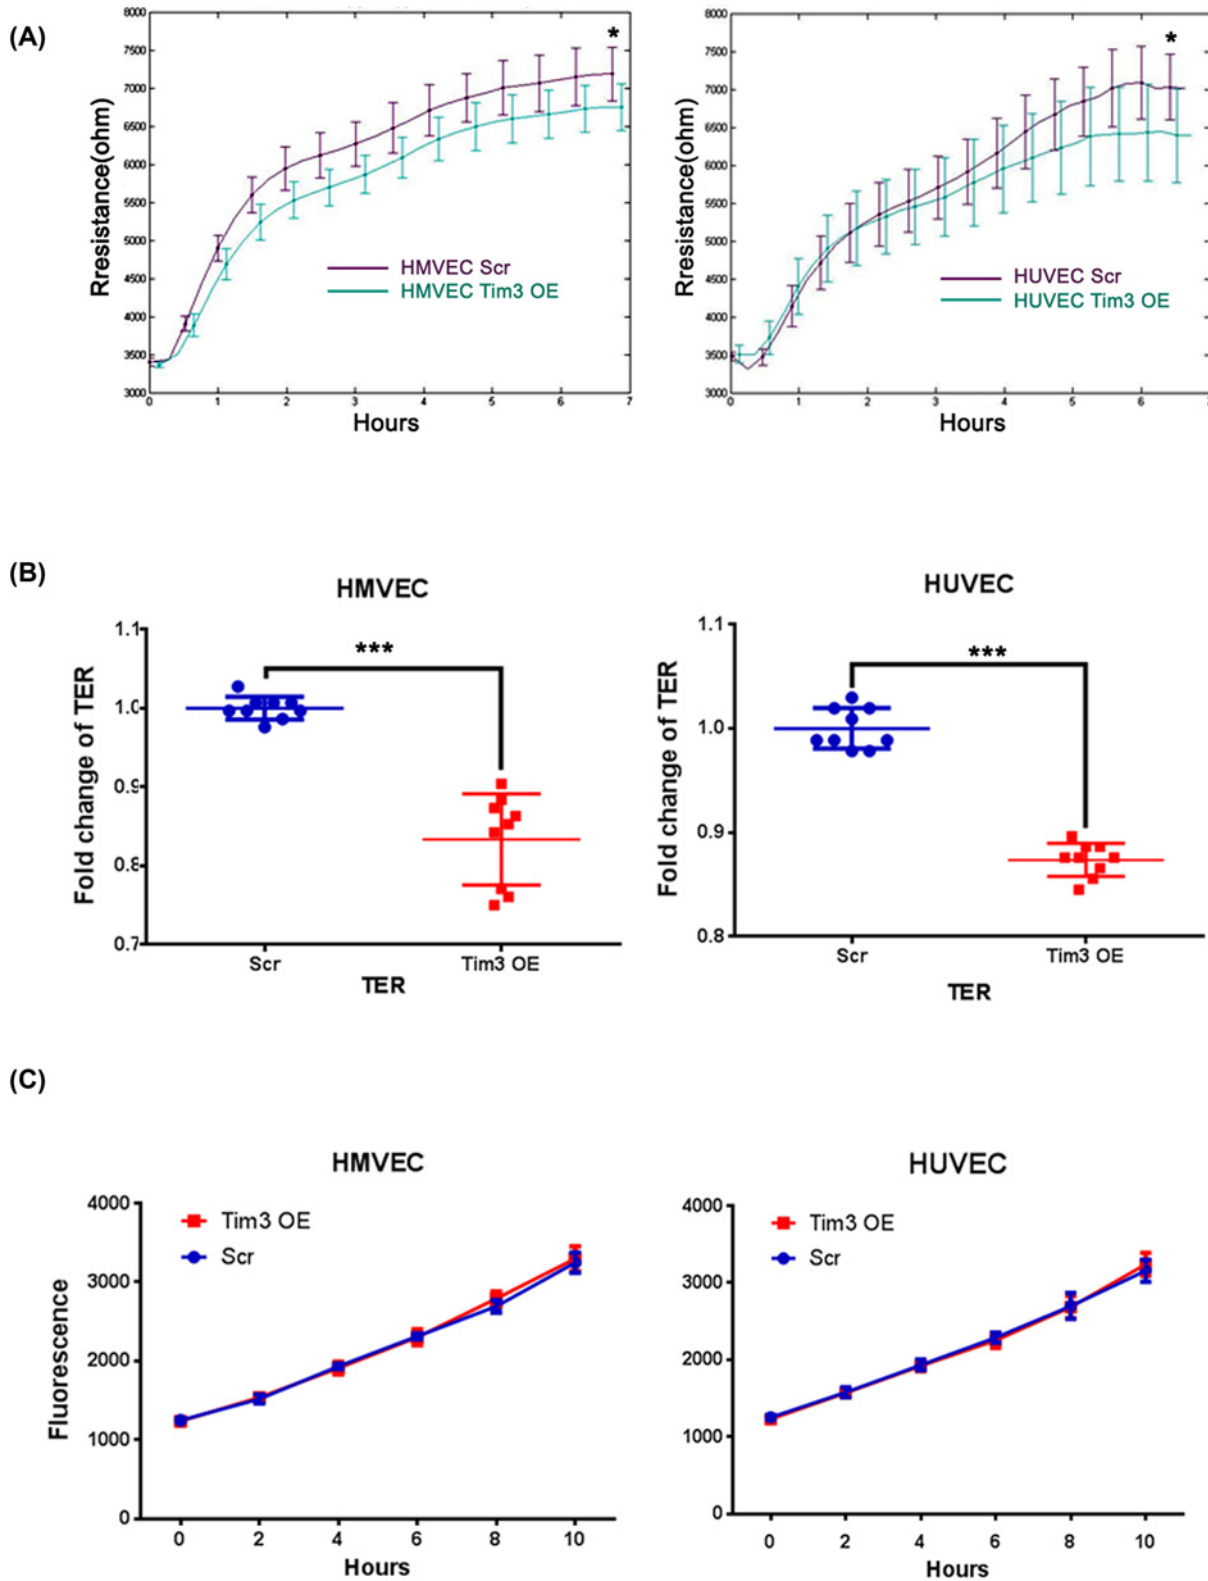 (A)
8000
7500
7000
6500
6000
5500
5000
4500
4000
3500
3000
Rresistance(ohm)
*
HMVEC Scr
HMVEC Tim3 OE
0 1 2 3 4 5 6 7
Hours
8000
7500
7000
6500
6000
5500
5000
4500
4000
3500
3000
Rresistance(ohm)
*
HUVEC Scr
HUVEC Tim3 OE
0 1 2 3 4 5 6 7
Hours
(B)
HMVEC
1.1
1.0
0.9
0.8
0.7
Fold change of TER
***
Scr Tim3 OE
TER
HUVEC
1.1
1.0
0.9
0.8
Fold change of TER
***
Scr Tim3 OE
TER
(C)
HMVEC
4000
3000
2000
1000
0
Fluorescence
Tim3 OE
Scr
0 2 4 6 8 10
Hours
HUVEC
4000
3000
2000
1000
0
Tim3 OE
Scr
0 2 4 6 8 10
Hours